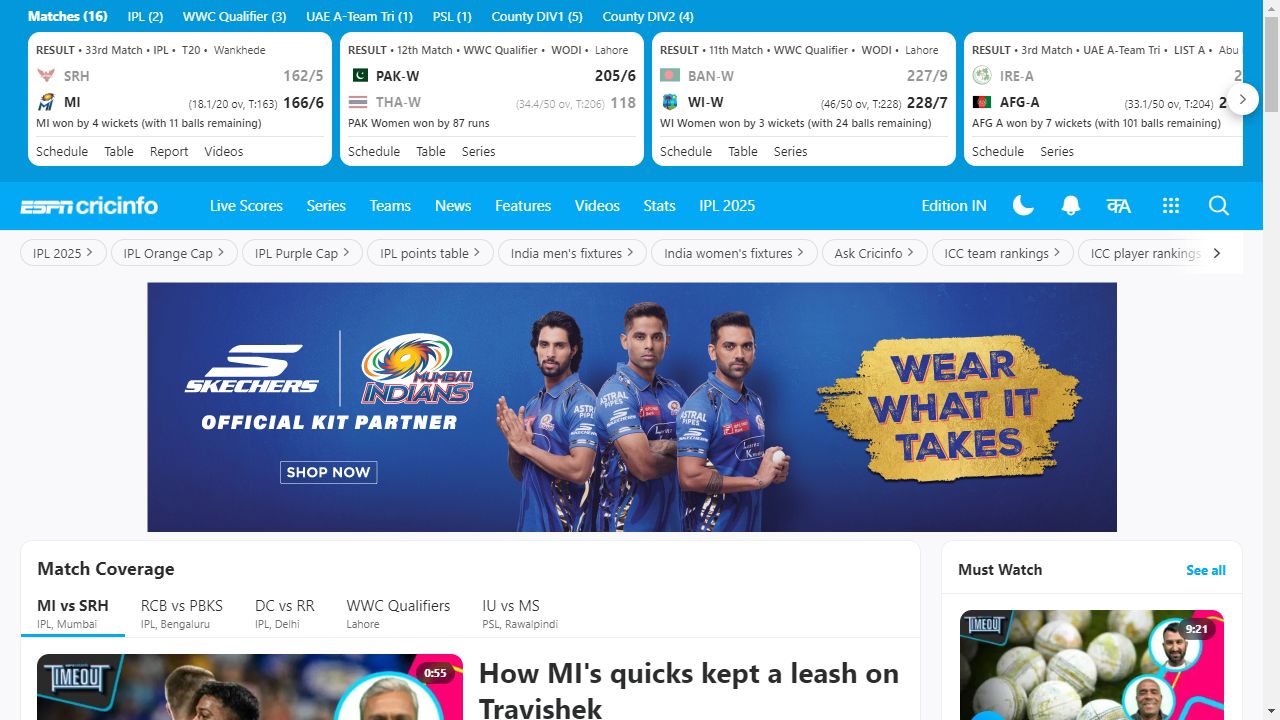 Matches (16) IPL (2) WWC Qualifier (3) UAE A-Team Tri (1) PSL (1) County DIV1 (5) County DIV2 (4)
RESULT • 33rd Match • IPL • T20 • Wankhede
SRH 162/5
MI (18.1/20 ov, T:163) 166/6
MI won by 4 wickets (with 11 balls remaining)
Schedule Table Report Videos
RESULT • 12th Match • WWC Qualifier • WODI • Lahore
PAK-W 205/6
THA-W (34.4/50 ov, T:206) 118
PAK Women won by 87 runs
Schedule Table Series
RESULT • 11th Match • WWC Qualifier • WODI • Lahore
BAN-W 227/9
WI-W (46/50 ov, T:228) 228/7
WI Women won by 3 wickets (with 24 balls remaining)
Schedule Table Series
RESULT • 3rd Match • UAE A-Team Tri • LIST A • Abu
IRE-A
AFG-A (33.1/50 ov, T:204)
AFG A won by 7 wickets (with 101 balls remaining)
Schedule Series
ESPN cricinfo Live Scores Series Teams News Features Videos Stats IPL 2025 Edition IN क A
IPL 2025 IPL Orange Cap IPL Purple Cap IPL points table India men's fixtures India women's fixtures Ask Cricinfo ICC team rankings ICC player rankings
SKECHERS
MUMBAI
INDIANS
OFFICIAL KIT PARTNER
SHOP NOW
ASTRAL
PIPES
SKECHERS
ASTRAL
PIPES
SKECHERS
ASTRAL
PIPES
SKECHERS
WEAR
WHAT IT
TAKES
Match Coverage
MI vs SRH RCB vs PBKS DC vs RR WWC Qualifiers IU vs MS
IPL, Mumbai IPL, Bengaluru IPL, Delhi Lahore PSL, Rawalpindi
TIMEOUT
0:55
How MI's quicks kept a leash on
Travishek
Must Watch See all
TIMEOUT
9:21